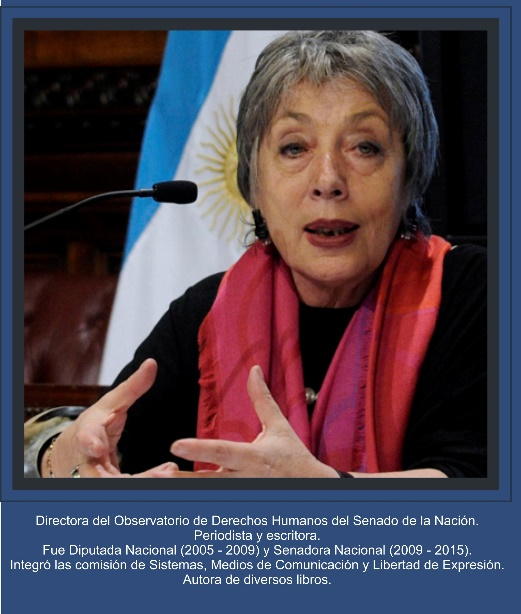 Directora del Observatorio de Derechos Humanos del Senado de la Nación.
Periodista y escritora.
Fue Diputada Nacional (2005 - 2009) y Senadora Nacional (2009 - 2015).
Integró las comisión de Sistemas, Medios de Comunicación y Libertad de Expresión.
Autora de diversos libros.